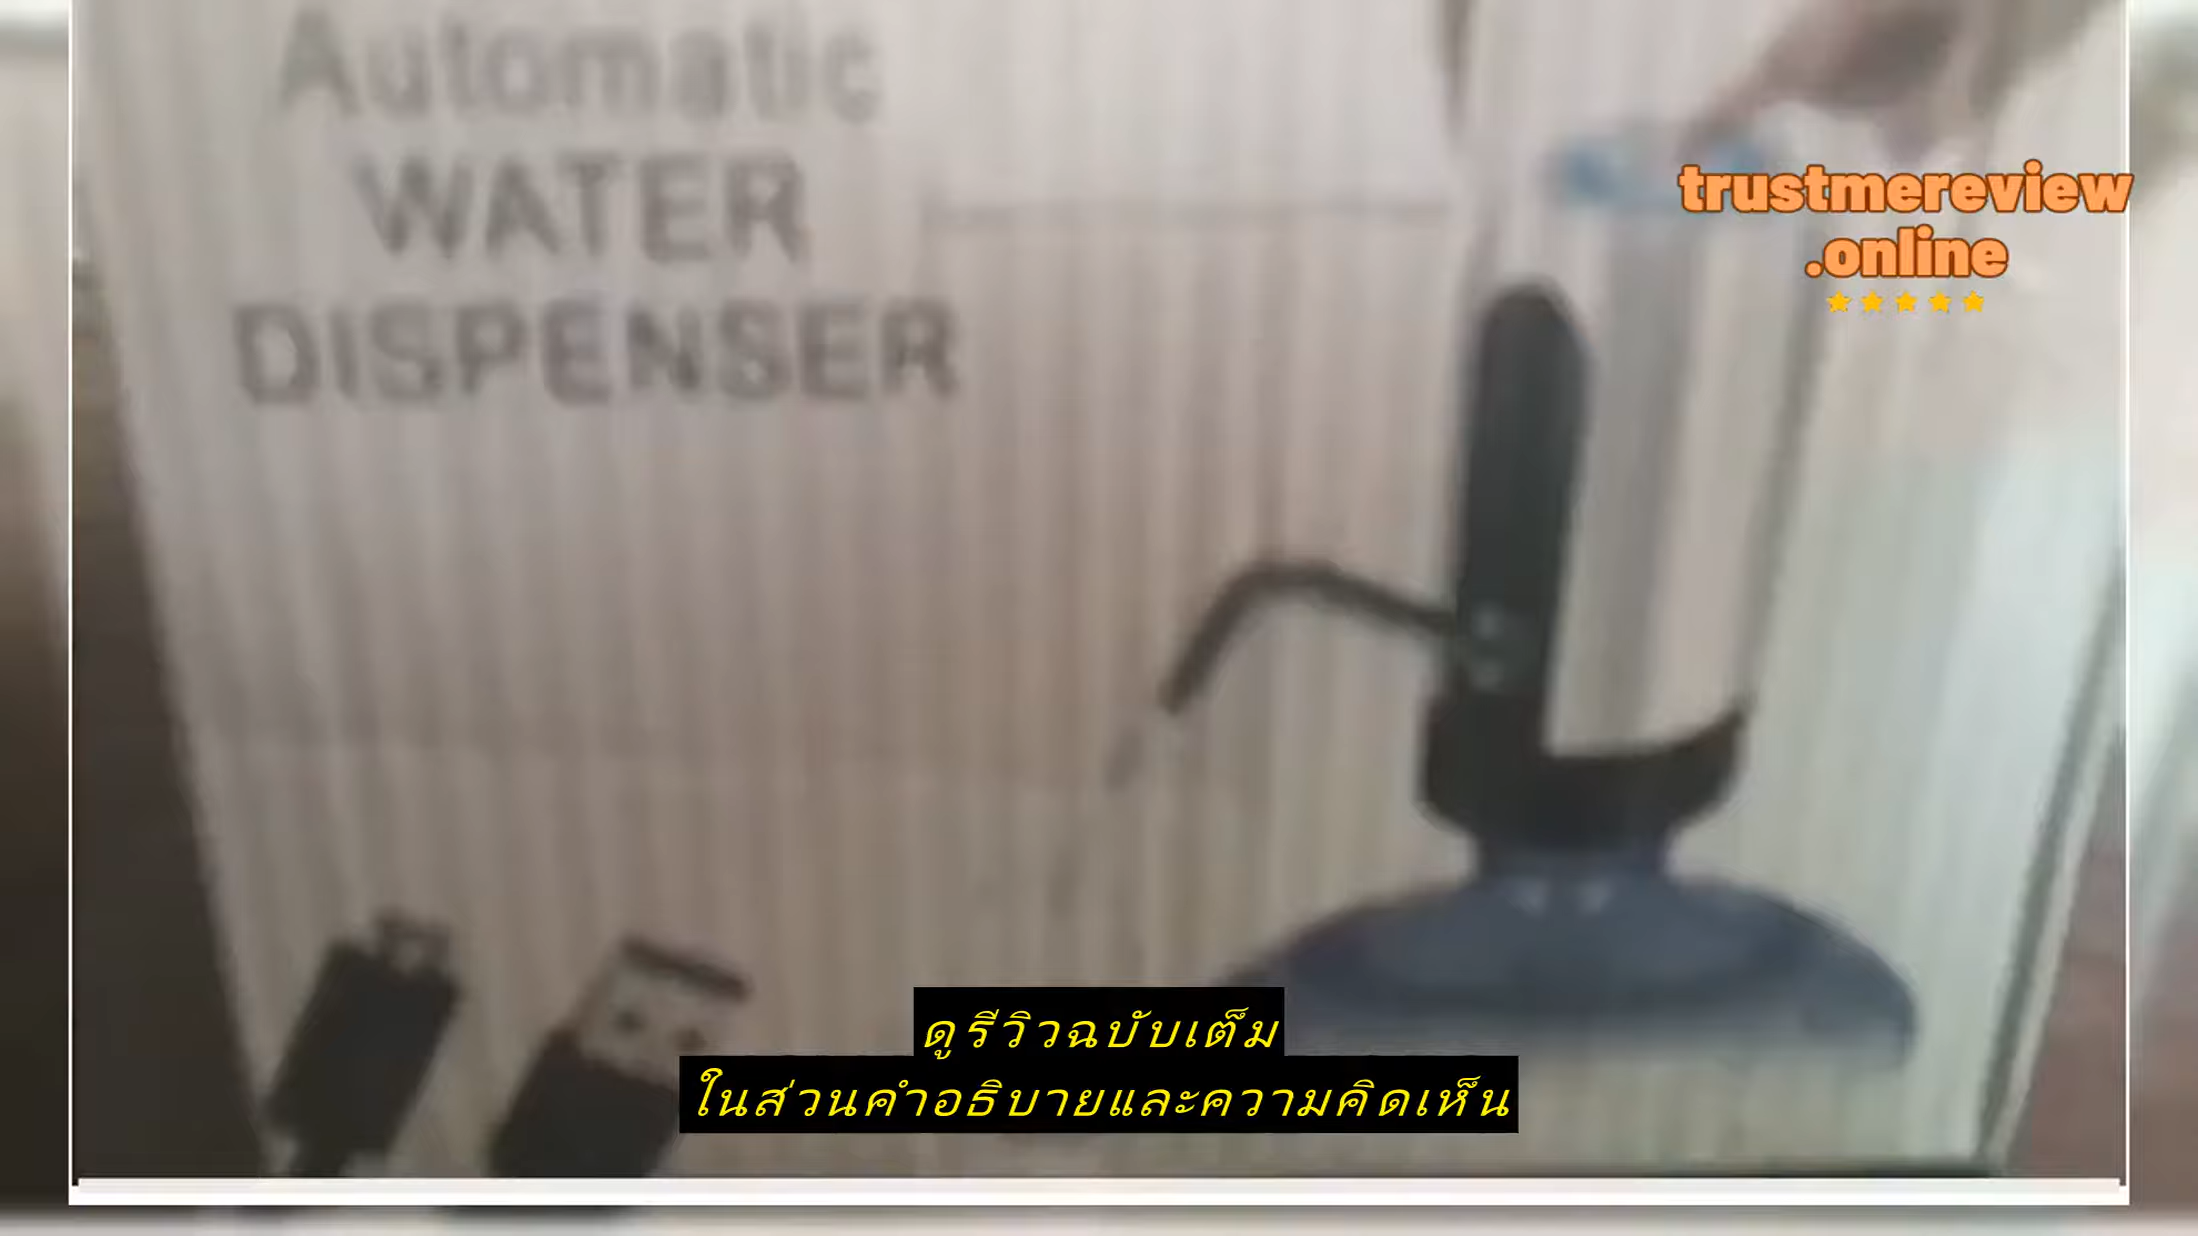 Automatic
WATER
DISPENSER
trustmereview
.online
ดูรีวิวฉบับเต็ม
ในส่วนคำอธิบายและความคิดเห็น